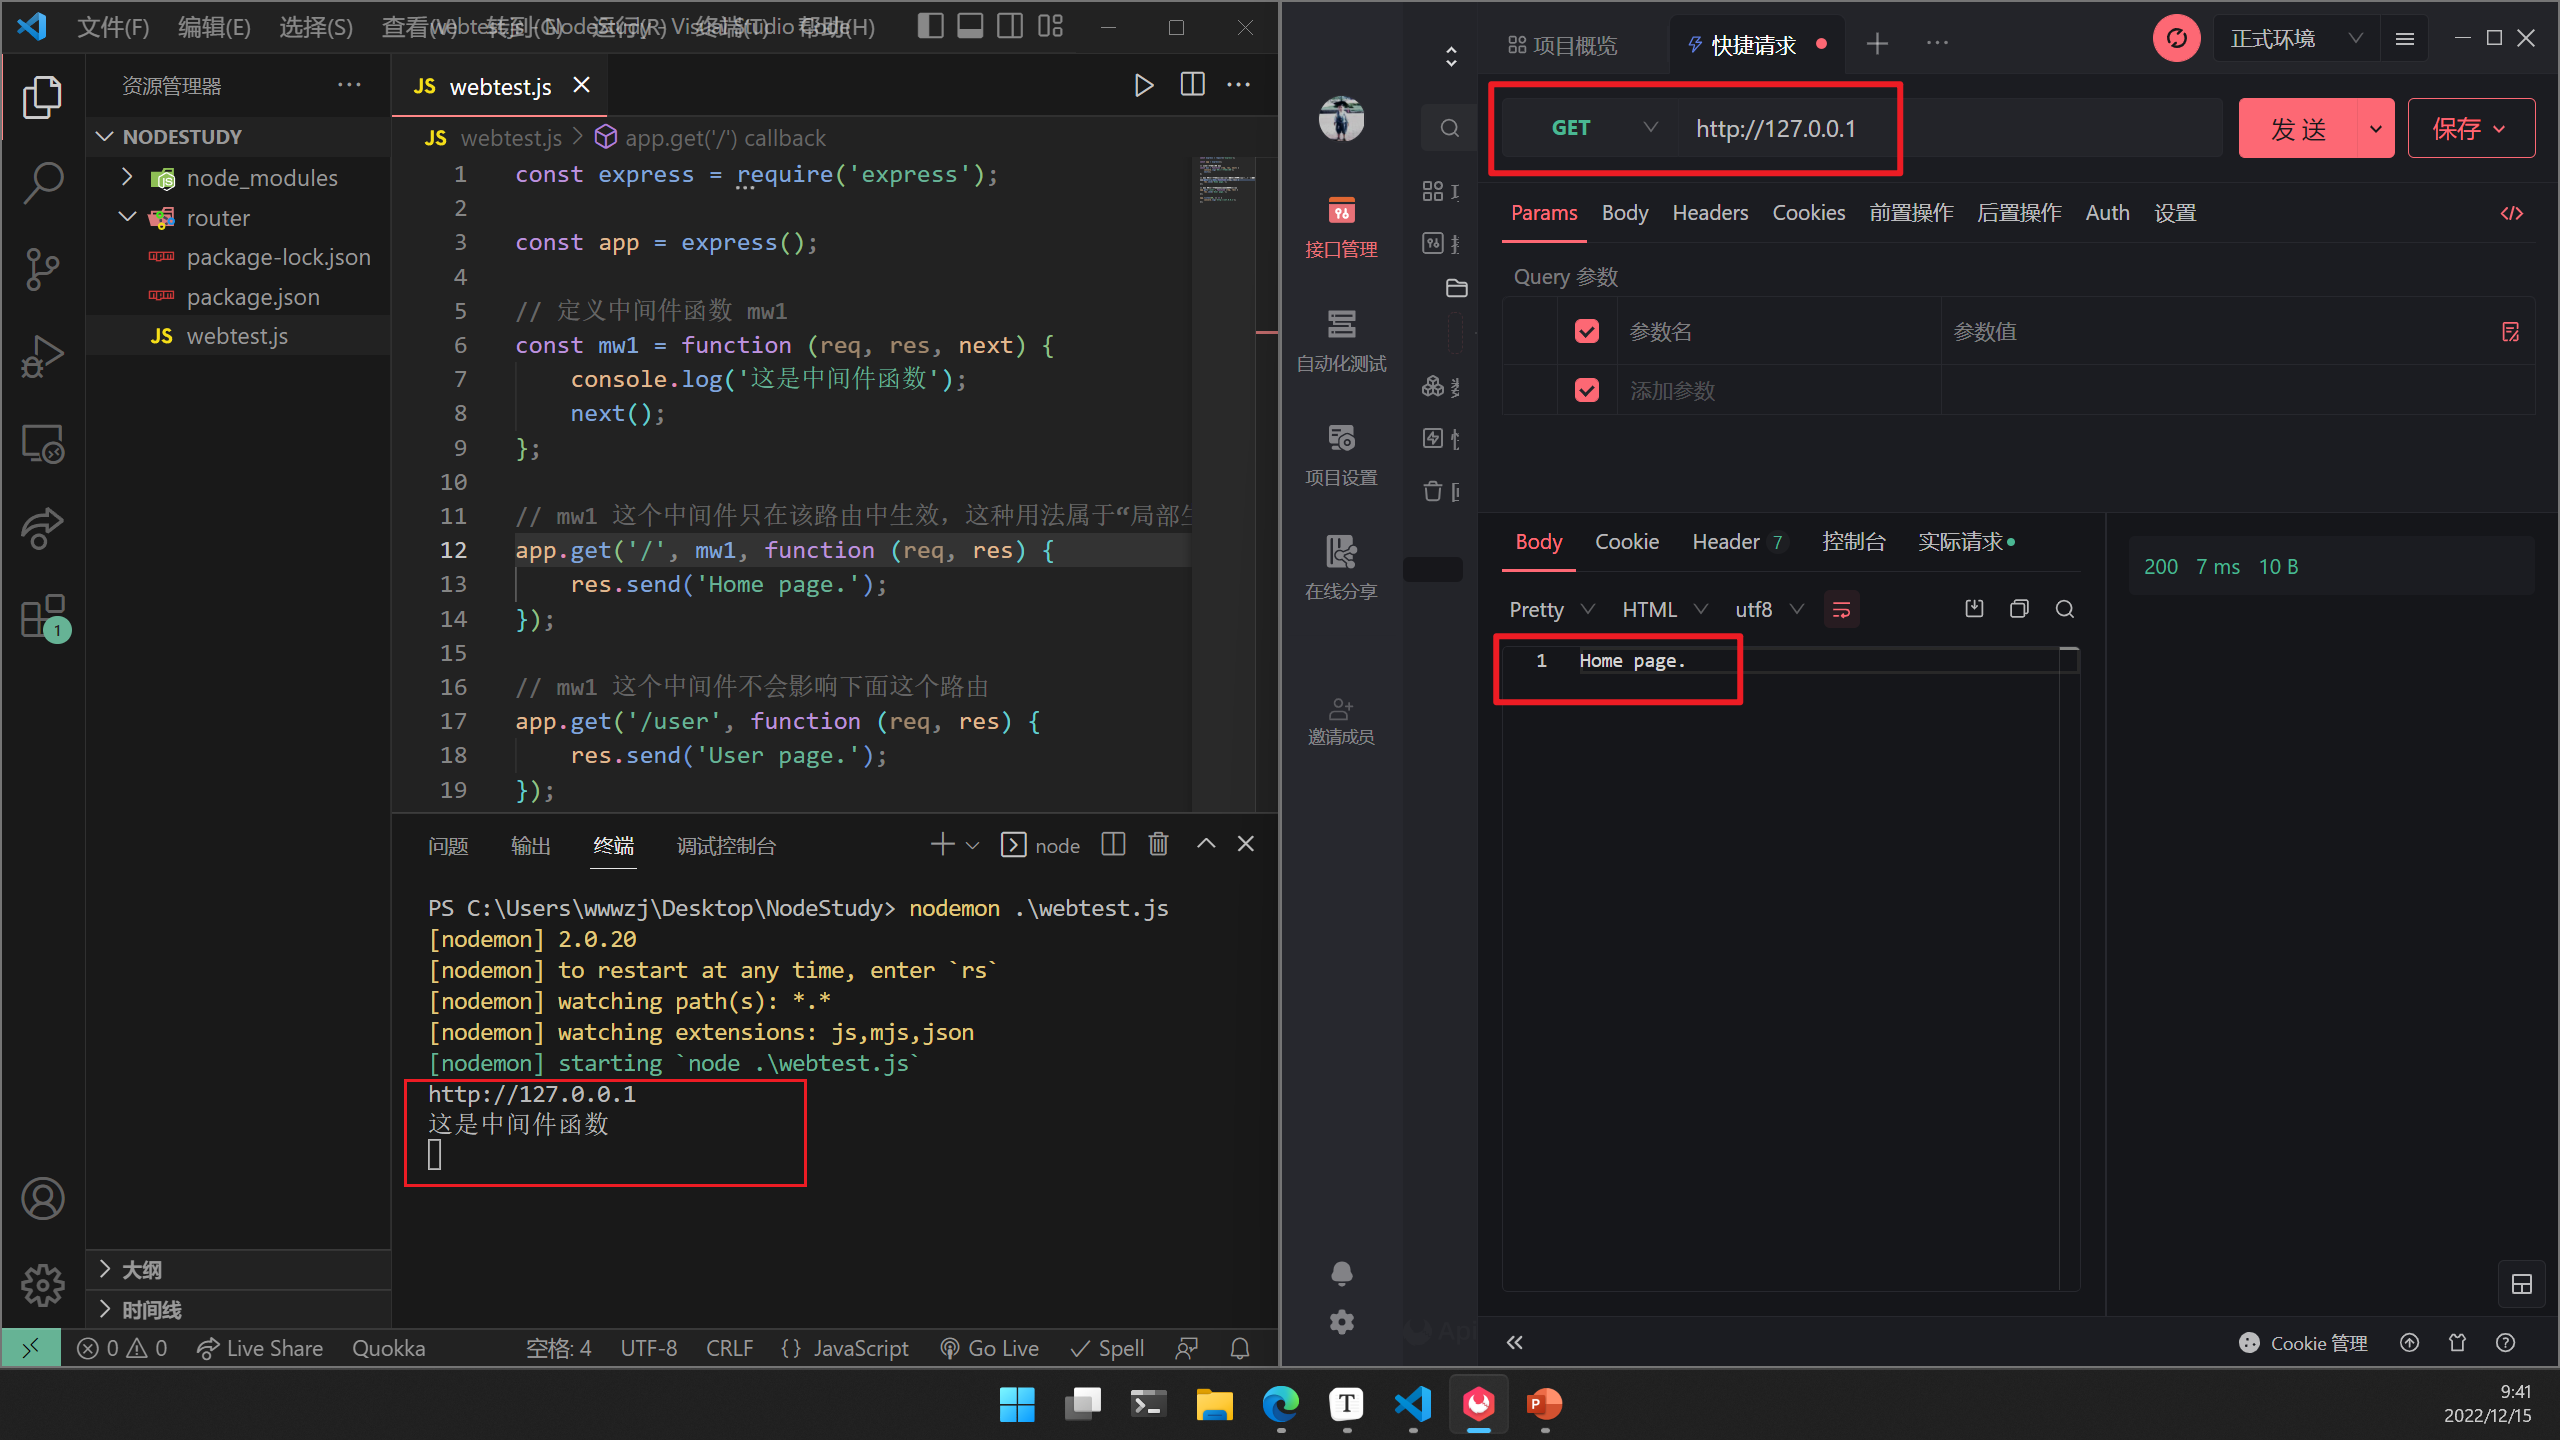 文件(F) 编辑(E) 选择(S) 查看(V) 转到(G) 运行(R) 终端(T) 帮助(H)
webtest.js - NodeStudy - Visual Studio Code
资源管理器
NODESTUDY
node_modules
router
package-lock.json
package.json
JS webtest.js
大纲
时间线
JS webtest.js
JS webtest.js > app.get('/') callback
1 const express = require('express');
2
3 const app = express();
4
5 // 定义中间件函数 mw1
6 const mw1 = function (req, res, next) {
7 console.log('这是中间件函数');
8 next();
9 };
10
11 // mw1 这个中间件只在该路由中生效，这种用法属于“局部生
12 app.get('/', mw1, function (req, res) {
13 res.send('Home page.');
14 });
15
16 // mw1 这个中间件不会影响下面这个路由
17 app.get('/user', function (req, res) {
18 res.send('User page.');
19 });
问题 输出 终端 调试控制台
node
PS C:\Users\wwwzj\Desktop\NodeStudy> nodemon .\webtest.js
[nodemon] 2.0.20
[nodemon] to restart at any time, enter `rs`
[nodemon] watching path(s): *.*
[nodemon] watching extensions: js,mjs,json
[nodemon] starting `node .\webtest.js`
http://127.0.0.1
这是中间件函数
1
0 0 Live Share Quokka 空格: 4 UTF-8 CRLF {} JavaScript Go Live Spell
接口管理
自动化测试
项目设置
在线分享
邀请成员
项目概览 快捷请求 正式环境
GET http://127.0.0.1 发 送 保存
Params Body Headers Cookies 前置操作 后置操作 Auth 设置
Query 参数
参数名 参数值
添加参数
Body Cookie Header 7 控制台 实际请求
200 7 ms 10 B
Pretty HTML utf8
1 Home page.
Cookie 管理
9:41
2022/12/15